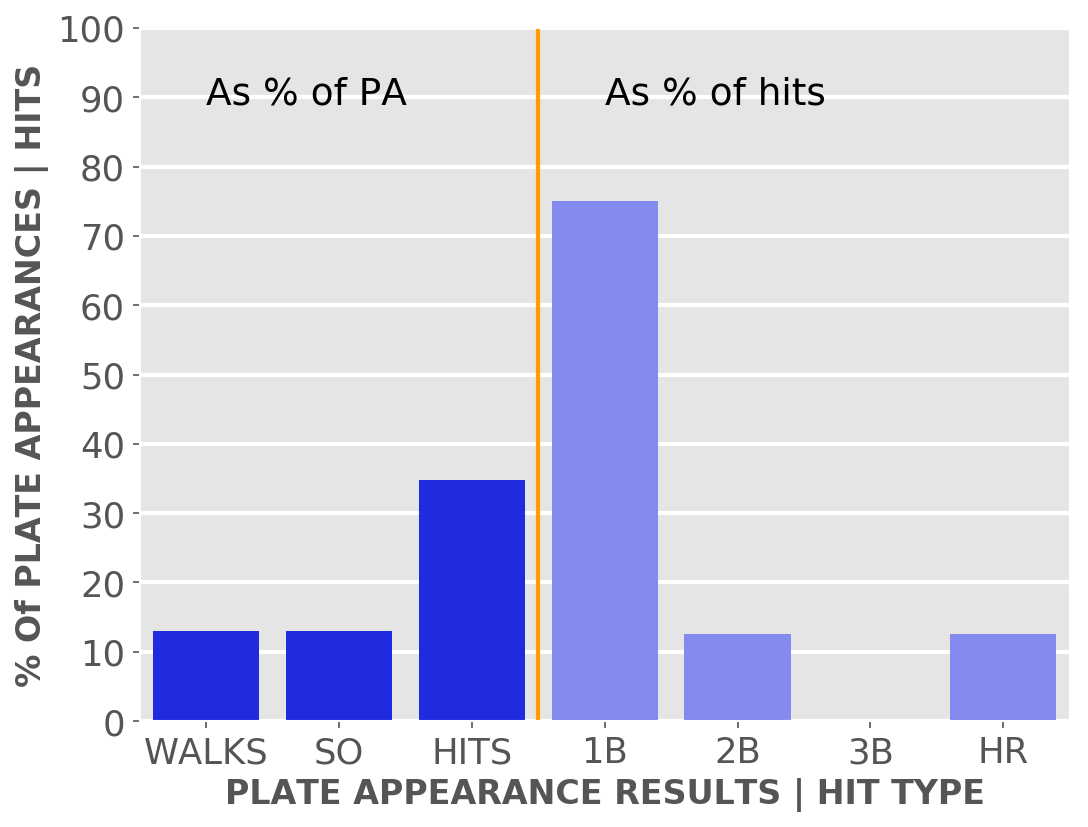 100
90
80
70
60
50
40
30
20
10
0
% Of PLATE APPEARANCES | HITS
As % of PA
As % of hits
WALKS SO HITS 1B 2B 3B HR
PLATE APPEARANCE RESULTS | HIT TYPE